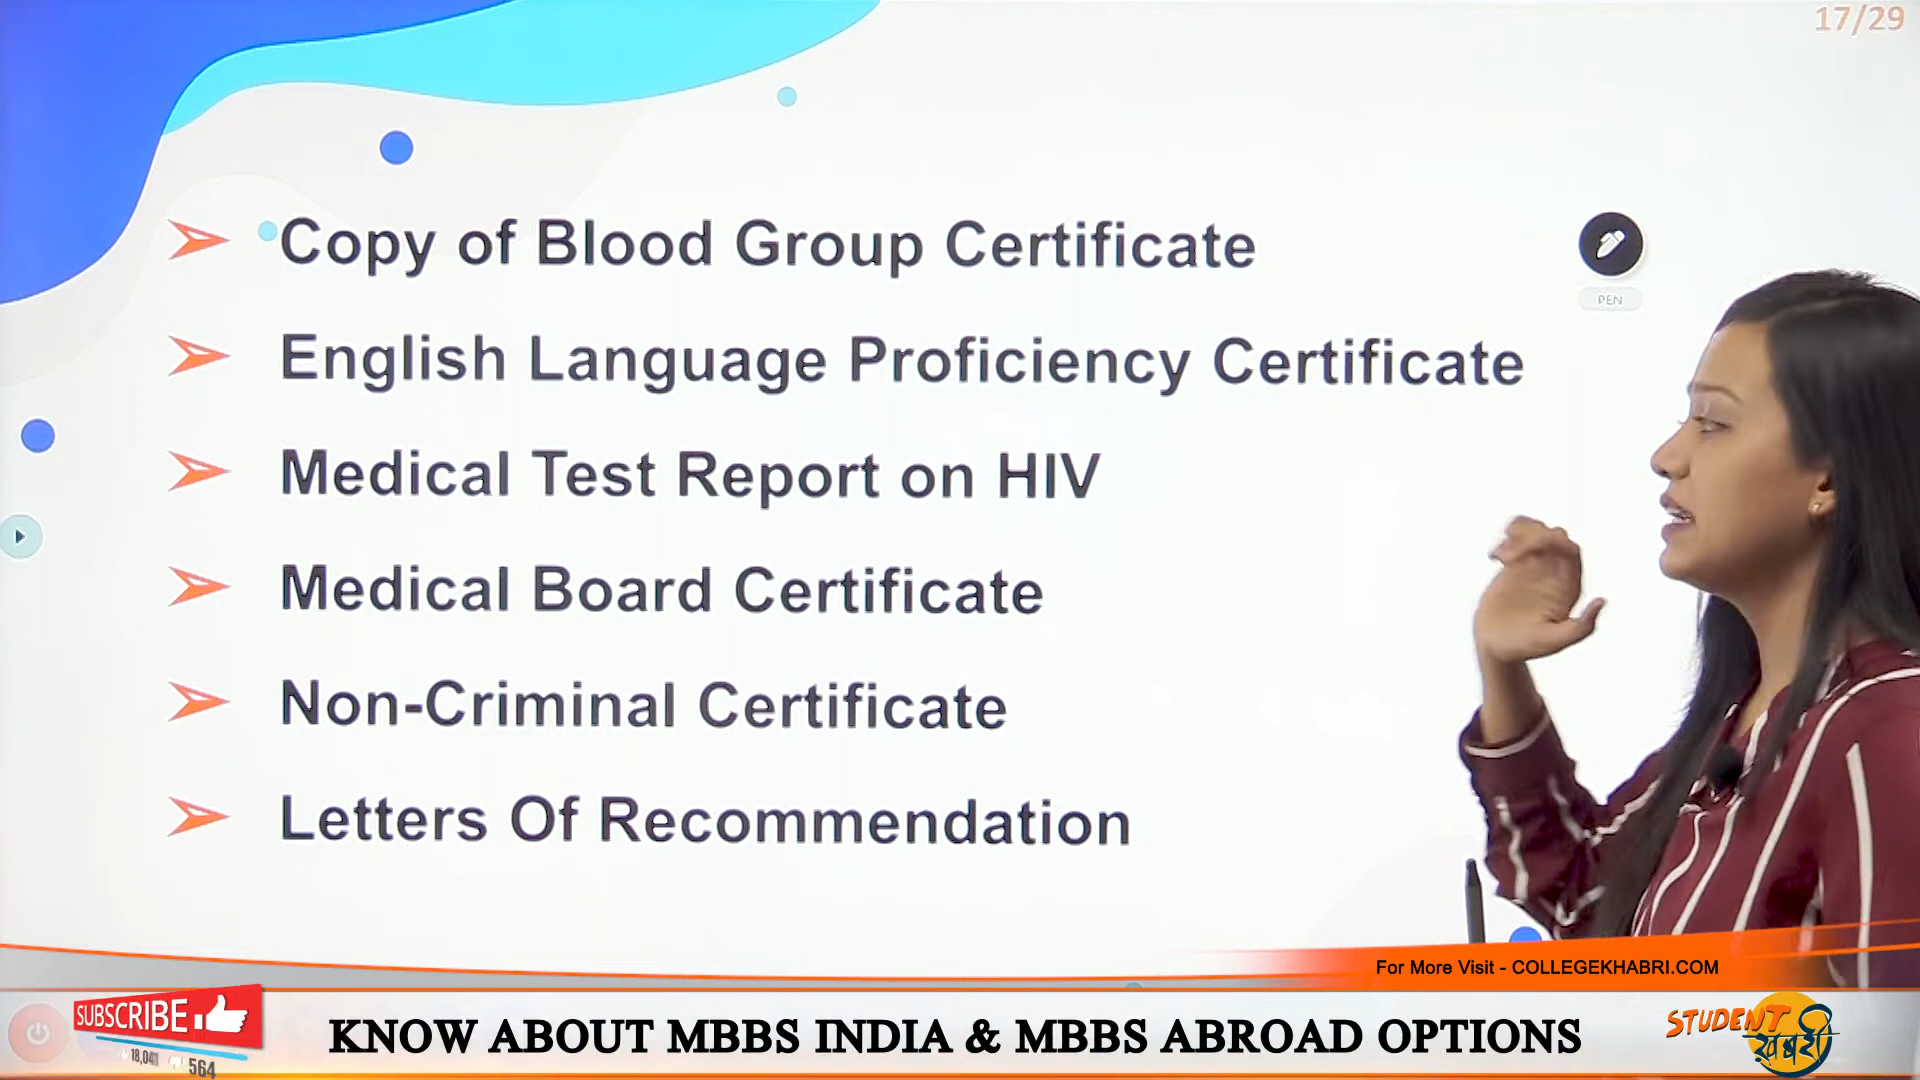 17/29
Copy of Blood Group Certificate
PEN
English Language Proficiency Certificate
Medical Test Report on HIV
Medical Board Certificate
Non-Criminal Certificate
Letters Of Recommendation
For More Visit - COLLEGEKHABRI.COM
SUBSCRIBE
KNOW ABOUT MBBS INDIA & MBBS ABROAD OPTIONS
STUDENT
ख़बरी
564